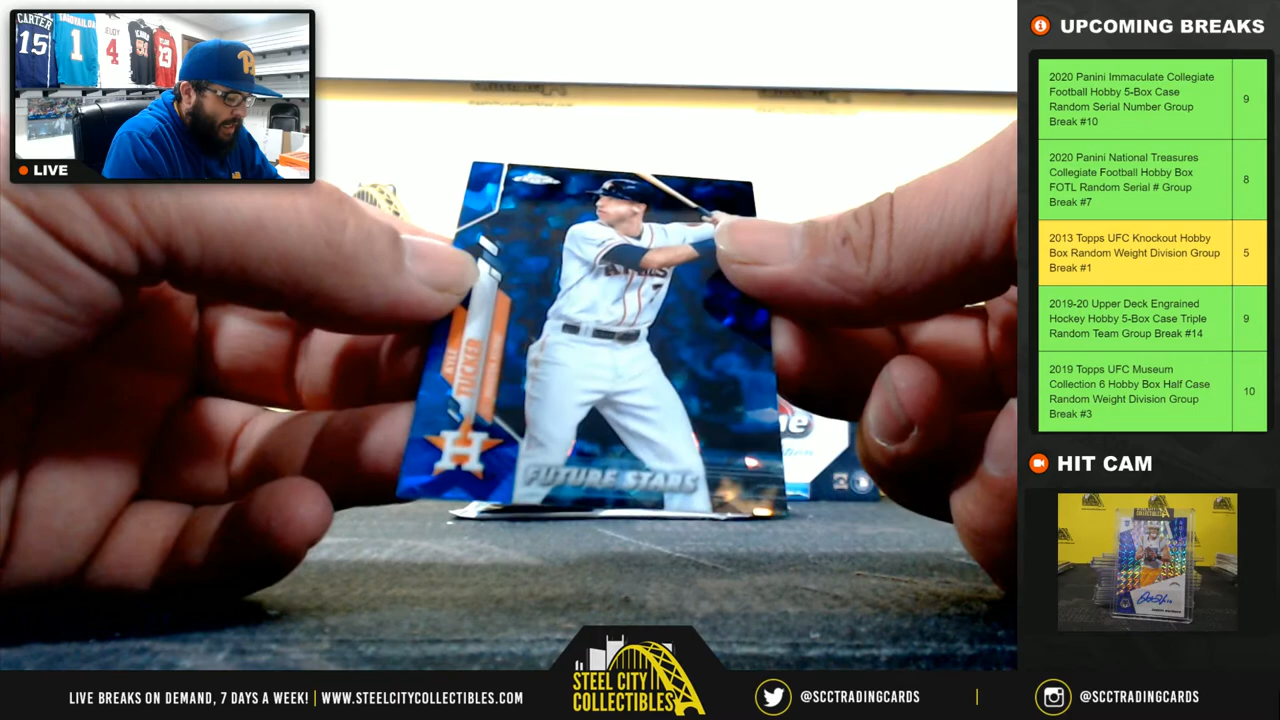 CARTER
15
1
JEUDY
4
LIVE
KYLE
TUCKER
7
H
FUTURE STARS
UPCOMING BREAKS
2020 Panini Immaculate Collegiate
Football Hobby 5-Box Case
Random Serial Number Group
Break #10
9
2020 Panini National Treasures
Collegiate Football Hobby Box
FOTL Random Serial # Group
Break #7
8
2013 Topps UFC Knockout Hobby
Box Random Weight Division Group
Break #1
5
2019-20 Upper Deck Engrained
Hockey Hobby 5-Box Case Triple
Random Team Group Break #14
9
2019 Topps UFC Museum
Collection 6 Hobby Box Half Case
Random Weight Division Group
Break #3
10
HIT CAM
LIVE BREAKS ON DEMAND, 7 DAYS A WEEK! | WWW.STEELCITYCOLLECTIBLES.COM
STEEL CITY
COLLECTIBLES
@SCCTRADINGCARDS | @SCCTRADINGCARDS